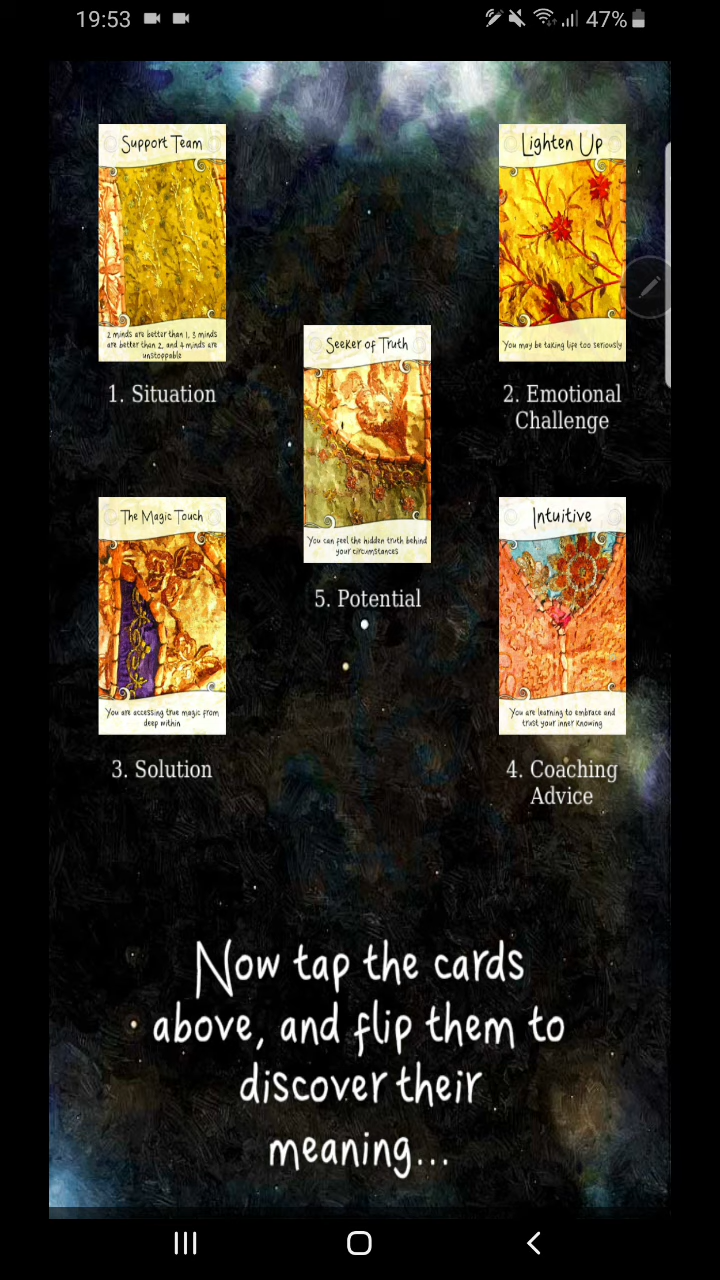 19:53
47%
Support Team
2 minds are better than 1, 3 minds
are better than 2, and 4 minds are
unstoppable
1. Situation
Lighten Up
You may be taking life too seriously
2. Emotional
Challenge
Seeker of Truth
You can feel the hidden truth behind
your circumstances
5. Potential
The Magic Touch
You are accessing true magic from
deep within
3. Solution
Intuitive
You are learning to embrace and
trust your inner knowing
4. Coaching
Advice
Now tap the cards
above, and flip them to
discover their
meaning...